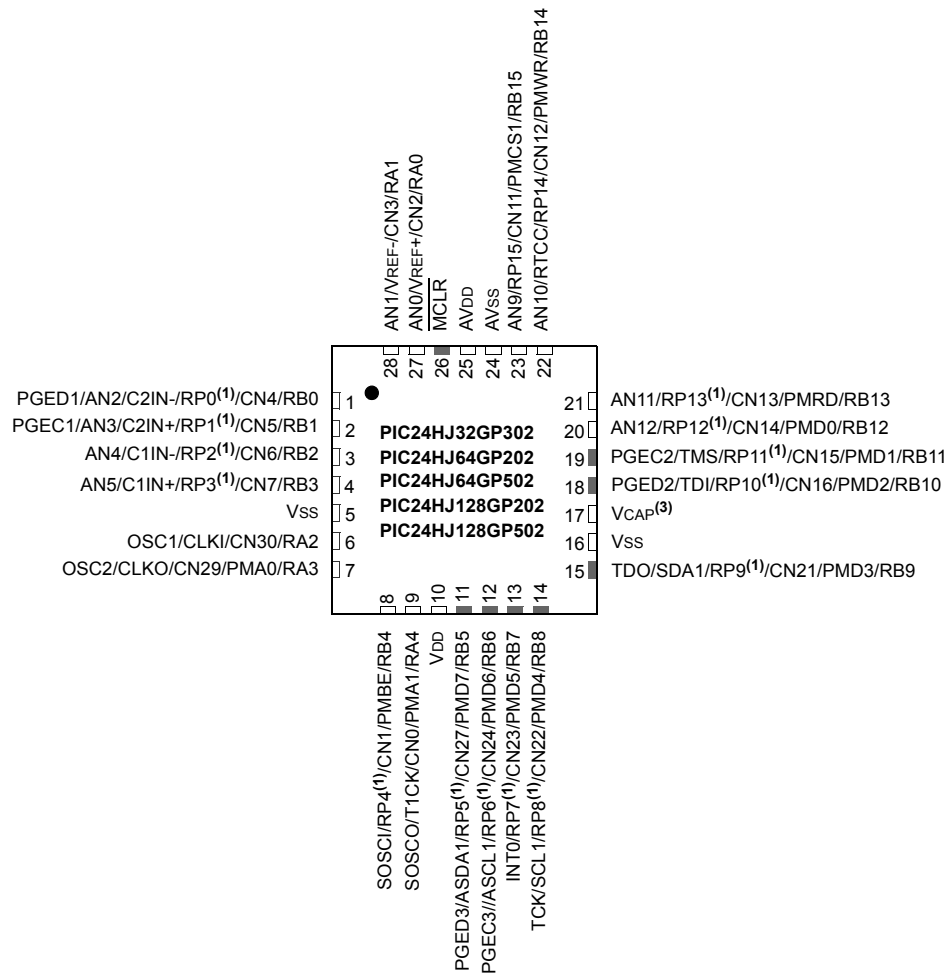 AN1/VREF-/CN3/RA1
AN0/VREF+/CN2/RA0
MCLR
AVDD
AVSS
AN9/RP15/CN11/PMCS1/RB15
AN10/RTCC/RP14/CN12/PMWR/RB14
28
27
26
25
24
23
22
PGED1/AN2/C2IN-/RP0(1)/CN4/RB0 1
PGEC1/AN3/C2IN+/RP1(1)/CN5/RB1 2
AN4/C1IN-/RP2(1)/CN6/RB2 3
AN5/C1IN+/RP3(1)/CN7/RB3 4
VSS 5
OSC1/CLKI/CN30/RA2 6
OSC2/CLKO/CN29/PMA0/RA3 7
PIC24HJ32GP302
PIC24HJ64GP202
PIC24HJ64GP502
PIC24HJ128GP202
PIC24HJ128GP502
21 AN11/RP13(1)/CN13/PMRD/RB13
20 AN12/RP12(1)/CN14/PMD0/RB12
19 PGEC2/TMS/RP11(1)/CN15/PMD1/RB11
18 PGED2/TDI/RP10(1)/CN16/PMD2/RB10
17 VCAP(3)
16 VSS
15 TDO/SDA1/RP9(1)/CN21/PMD3/RB9
8
9
10
11
12
13
14
SOSCI/RP4(1)/CN1/PMBE/RB4
SOSCO/T1CK/CN0/PMA1/RA4
VDD
PGED3/ASDA1/RP5(1)/CN27/PMD7/RB5
PGEC3//ASCL1/RP6(1)/CN24/PMD6/RB6
INT0/RP7(1)/CN23/PMD5/RB7
TCK/SCL1/RP8(1)/CN22/PMD4/RB8